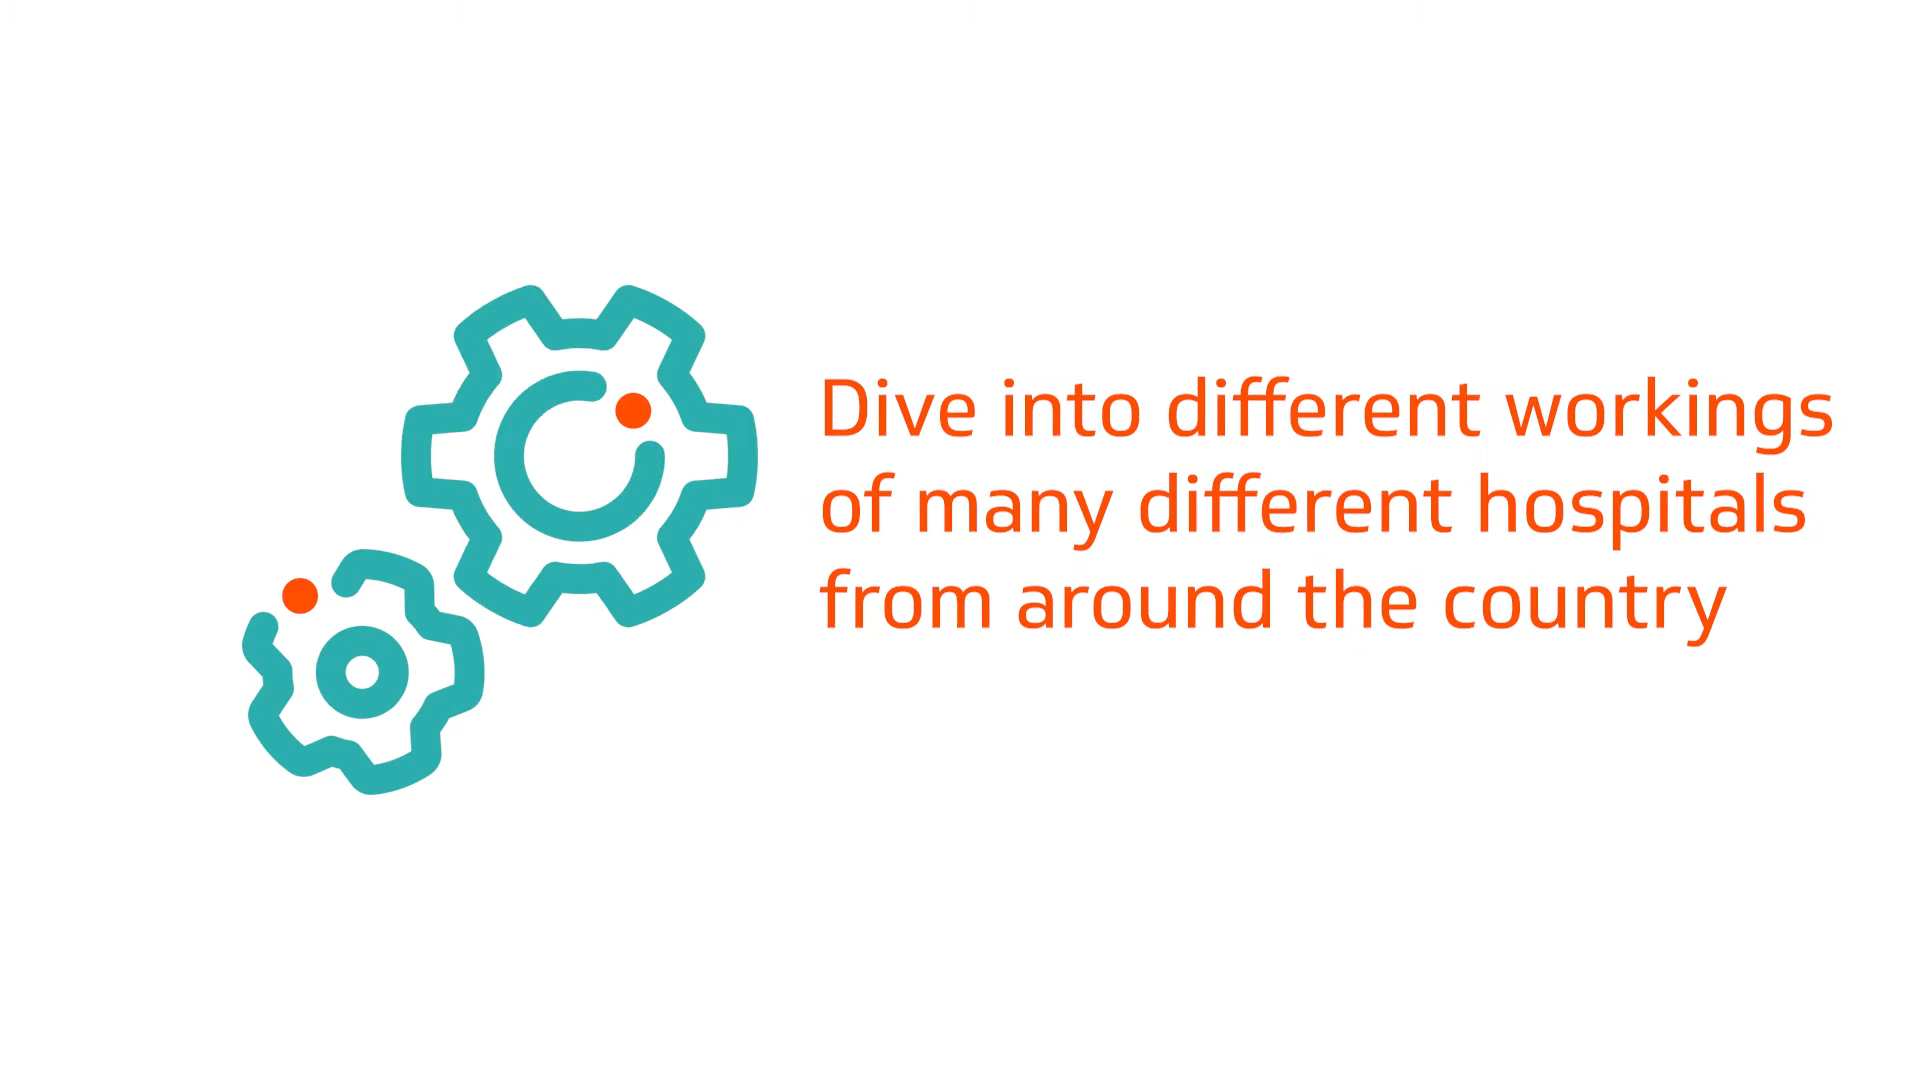 Dive into different workings
of many different hospitals
from around the country